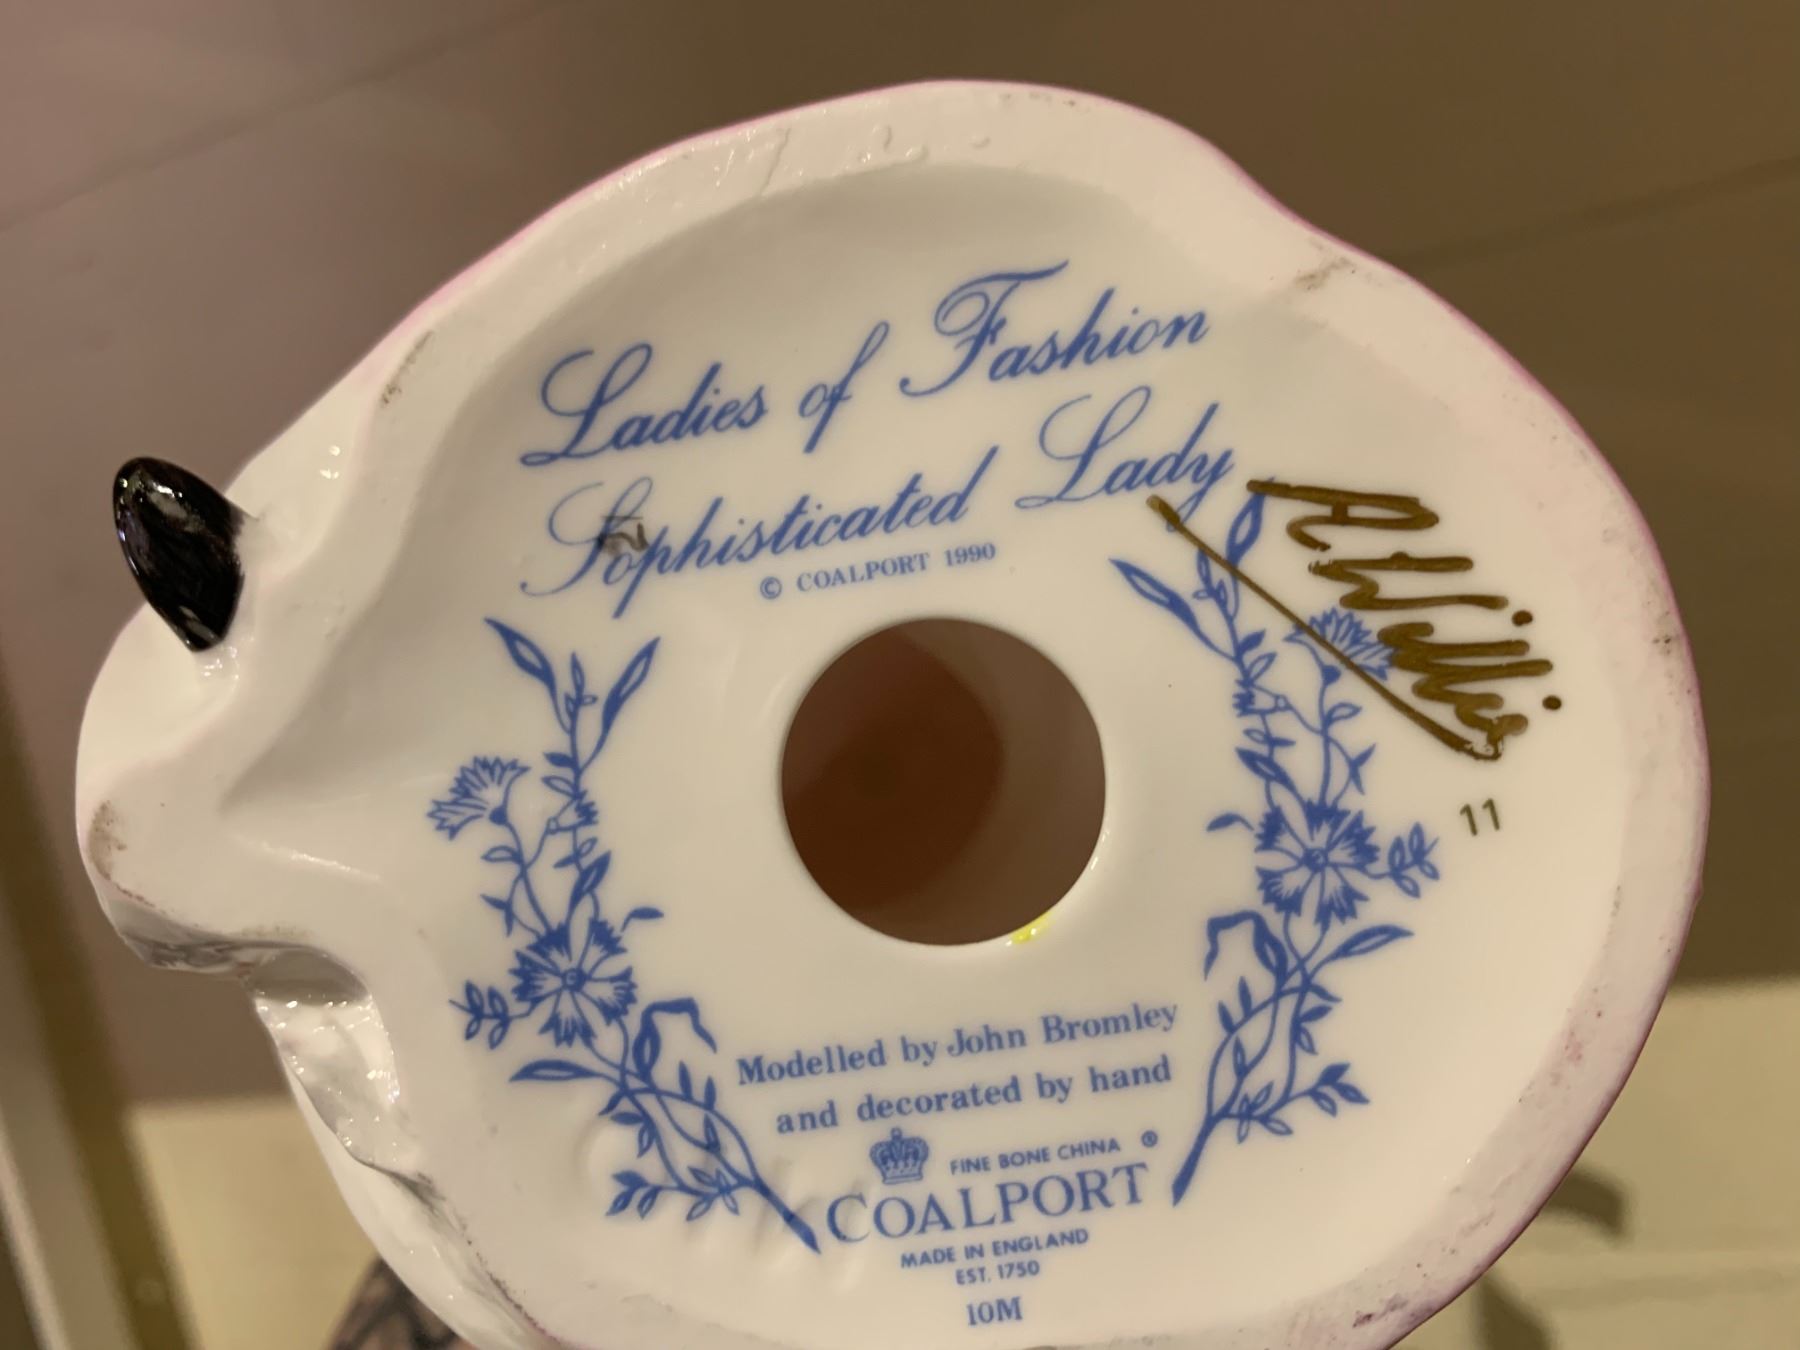 Ladies of Fashion
Sophisticated Lady
© COALPORT 1990
A Willis
11
Modelled by John Bromley
and decorated by hand
FINE BONE CHINA ®
COALPORT
MADE IN ENGLAND
EST. 1750
10M